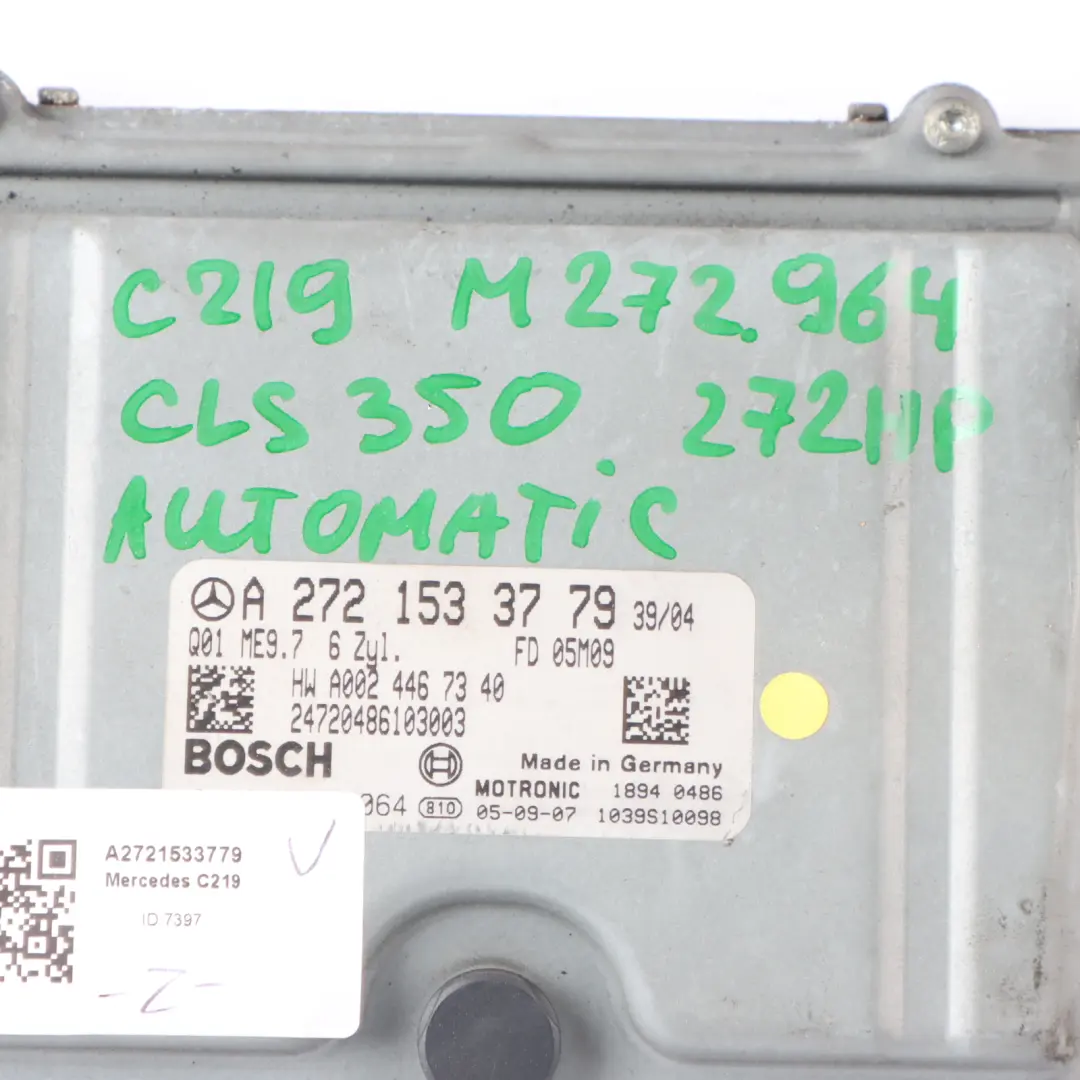 C219 M272.964
CLS 350 272HP
AUTOMATiC
A 272 153 37 79 39/04
Q01 ME9.7 6 Zyl. FD 05M09
HW A002 446 73 40
24720486103003
BOSCH
Made in Germany
MOTRONIC 1894 0486
064 810 05-09-07 1039S10098
A2721533779
Mercedes C219
ID 7397
-Z-